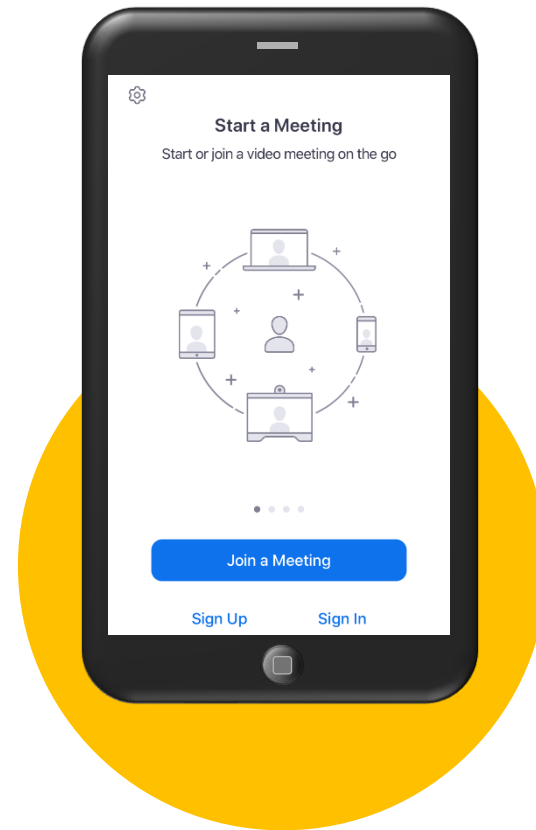 Start a Meeting
Start or join a video meeting on the go
Join a Meeting
Sign Up Sign In